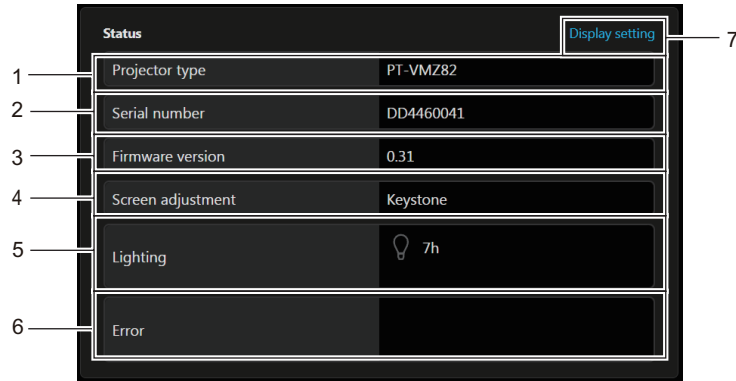 Status Display setting 7
1 Projector type PT-VMZ82
2 Serial number DD4460041
3 Firmware version 0.31
4 Screen adjustment Keystone
5 Lighting 7h
6 Error